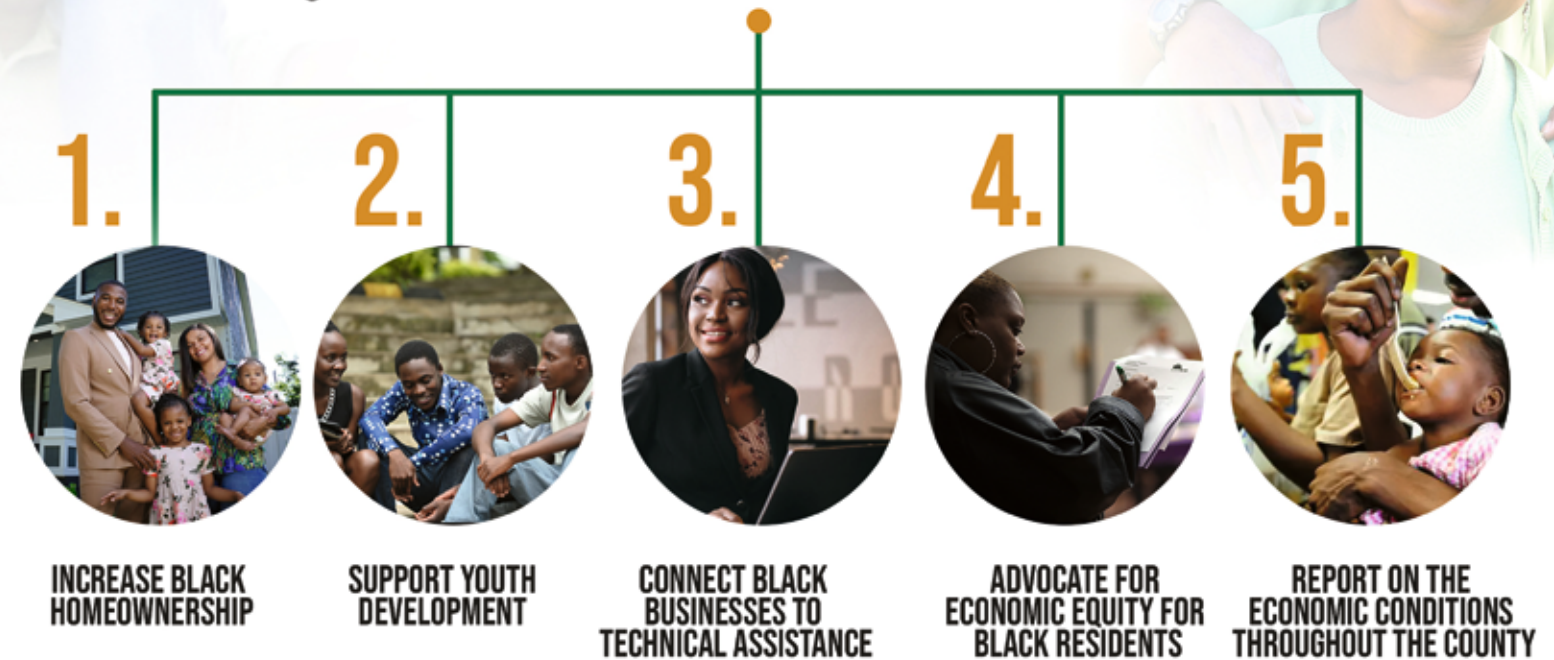 1.
2.
3.
4.
5.
INCREASE BLACK
HOMEOWNERSHIP
SUPPORT YOUTH
DEVELOPMENT
CONNECT BLACK
BUSINESSES TO
TECHNICAL ASSISTANCE
ADVOCATE FOR
ECONOMIC EQUITY FOR
BLACK RESIDENTS
REPORT ON THE
ECONOMIC CONDITIONS
THROUGHOUT THE COUNTY